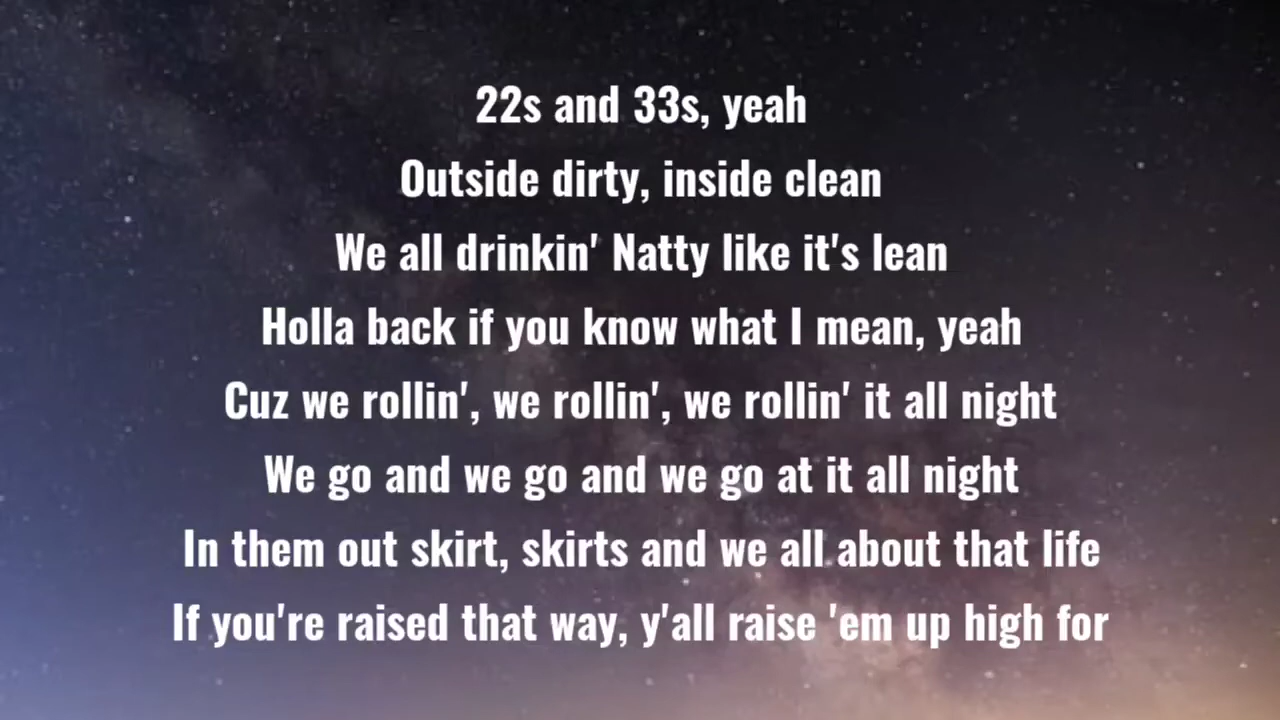 22s and 33s, yeah
Outside dirty, inside clean
We all drinkin' Natty like it's lean
Holla back if you know what I mean, yeah
Cuz we rollin', we rollin', we rollin' it all night
We go and we go and we go at it all night
In them out skirt, skirts and we all about that life
If you're raised that way, y'all raise 'em up high for